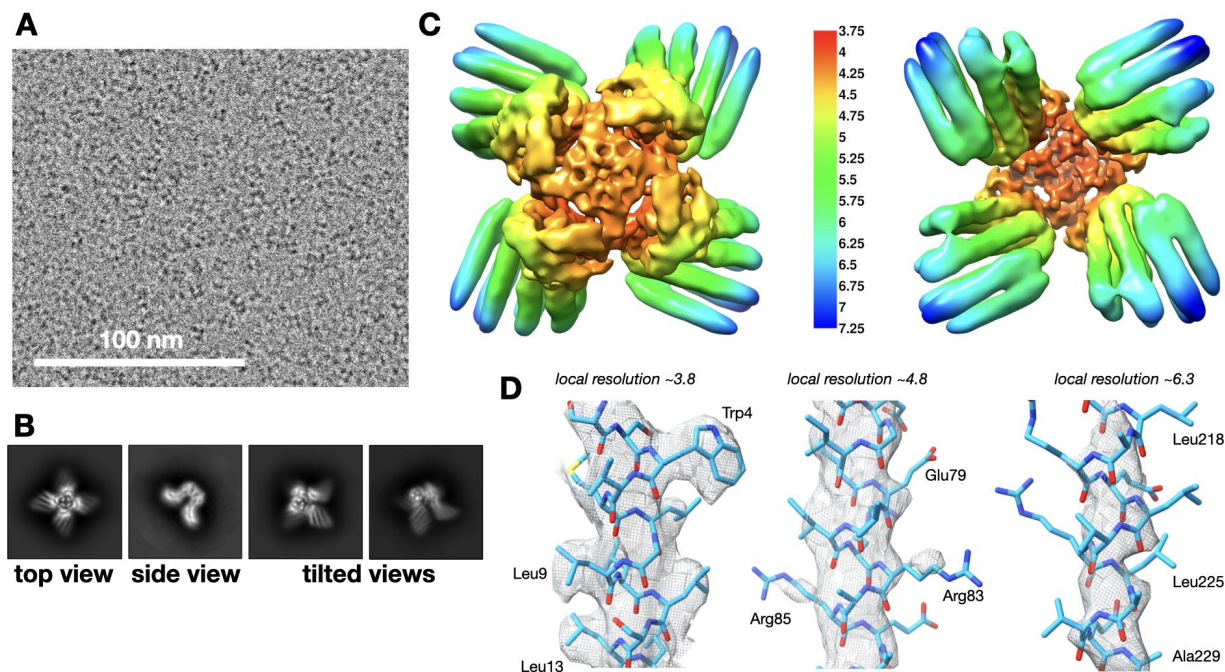 A
100 nm
B
top view
side view
tilted views
C
3.75
4
4.25
4.5
4.75
5
5.25
5.5
5.75
6
6.25
6.5
6.75
7
7.25
D
local resolution ~3.8
local resolution ~4.8
local resolution ~6.3
Trp4
Leu9
Leu13
Glu79
Arg83
Arg85
Leu218
Leu225
Ala229